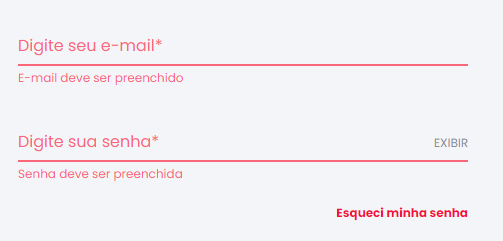 Digite seu e-mail*
E-mail deve ser preenchido
Digite sua senha*
EXIBIR
Senha deve ser preenchida
Esqueci minha senha